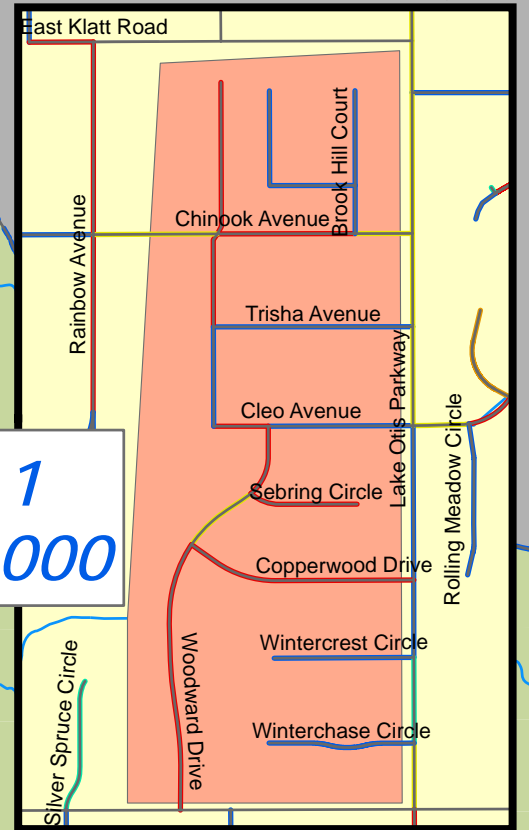 East Klatt Road
Brook Hill Court
Chinook Avenue
Rainbow Avenue
Trisha Avenue
Lake Otis Parkway
Cleo Avenue
Rolling Meadow Circle
1
000
Sebring Circle
Copperwood Drive
Wintercrest Circle
Woodward Drive
Silver Spruce Circle
Winterchase Circle